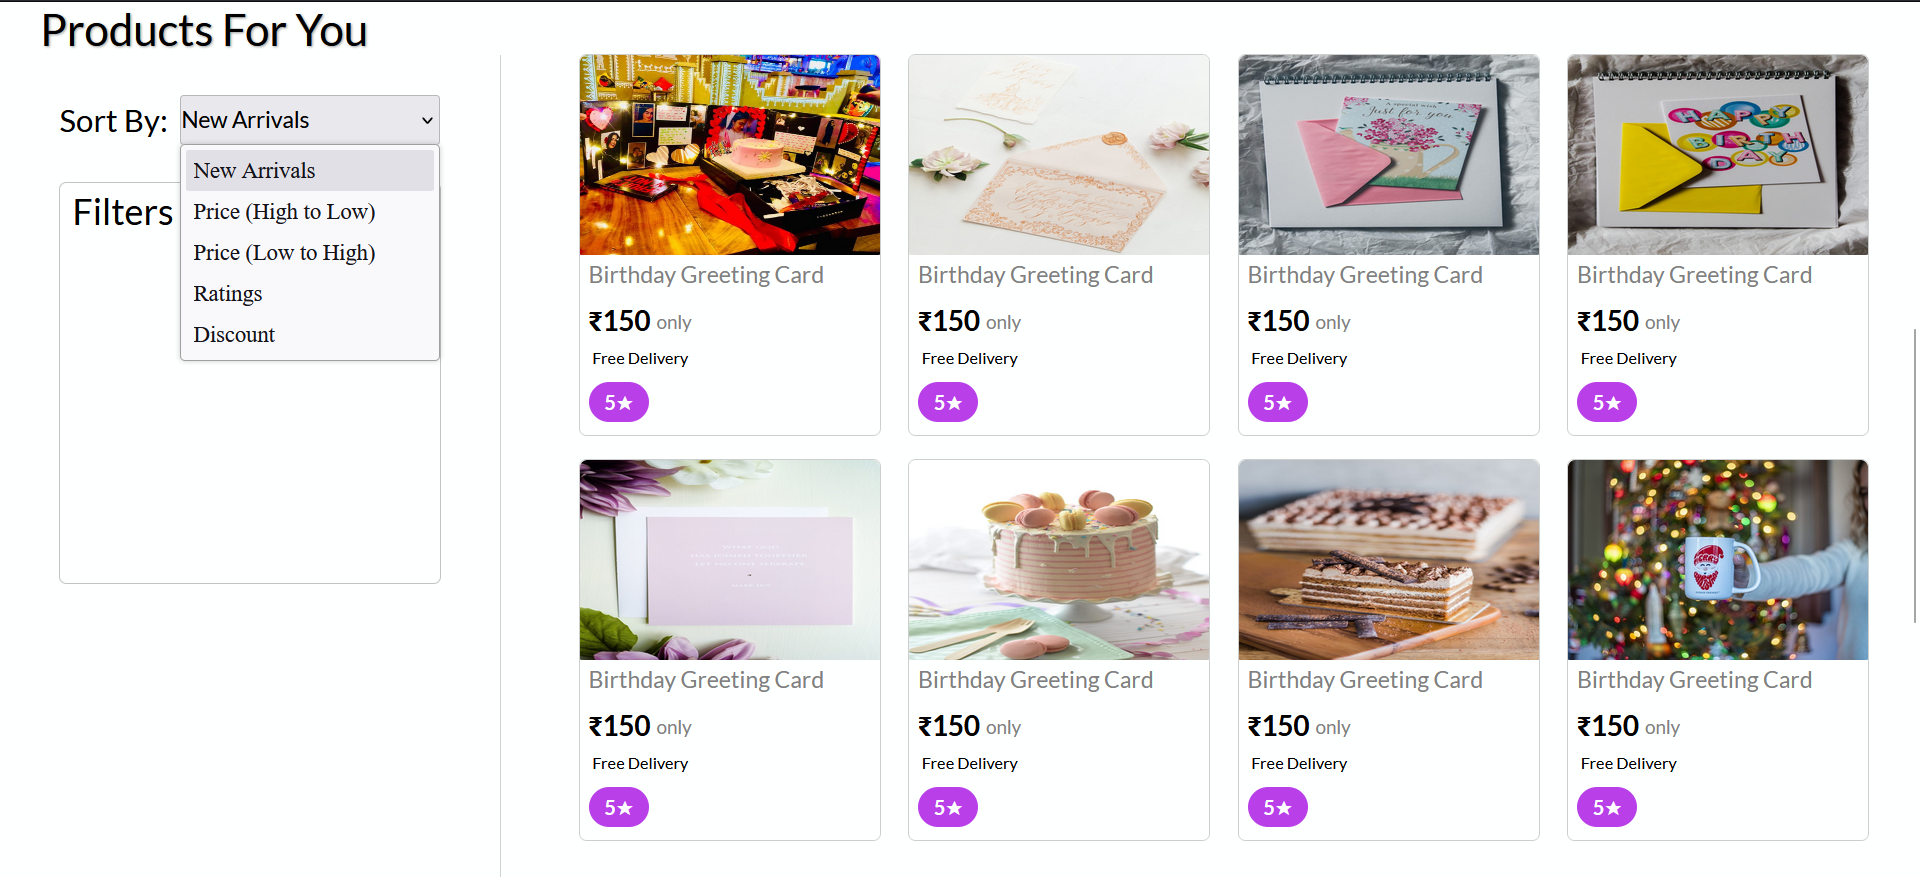 Products For You
Sort By: New Arrivals
New Arrivals
Price (High to Low)
Price (Low to High)
Ratings
Discount
Filters
A special wish
Just for you
HAPPY
BIRTH
DAY
Birthday Greeting Card
₹150 only
Free Delivery
5★
Birthday Greeting Card
₹150 only
Free Delivery
5★
Birthday Greeting Card
₹150 only
Free Delivery
5★
Birthday Greeting Card
₹150 only
Free Delivery
5★
Birthday Greeting Card
₹150 only
Free Delivery
5★
Birthday Greeting Card
₹150 only
Free Delivery
5★
Birthday Greeting Card
₹150 only
Free Delivery
5★
Birthday Greeting Card
₹150 only
Free Delivery
5★